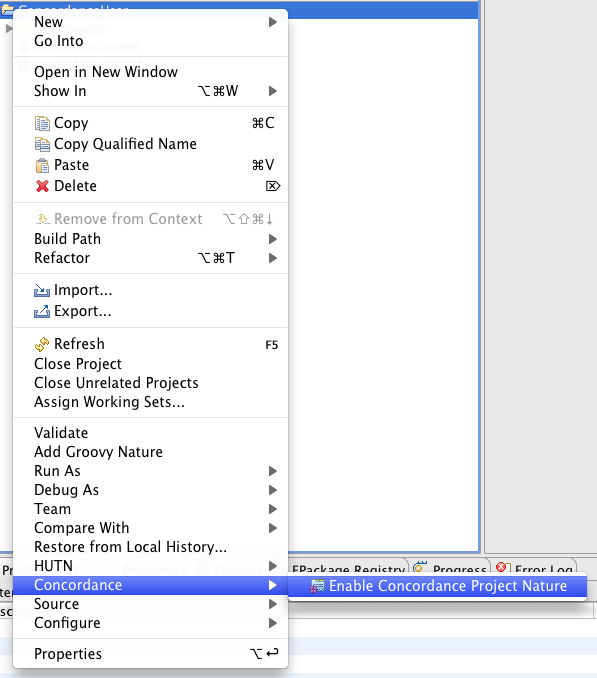 ConcordanceUser
New
Go Into
Open in New Window
Show In ⌥⌘W
Copy ⌘C
Copy Qualified Name
Paste ⌘V
Delete ⌦
Remove from Context ⌥⇧⌘↓
Build Path
Refactor ⌥⌘T
Import...
Export...
Refresh F5
Close Project
Close Unrelated Projects
Assign Working Sets...
Validate
Add Groovy Nature
Run As
Debug As
Team
Compare With
Restore from Local History...
HUTN
EPackage Registry Progress Error Log
Concordance
Enable Concordance Project Nature
Source
Configure
Properties ⌥↩